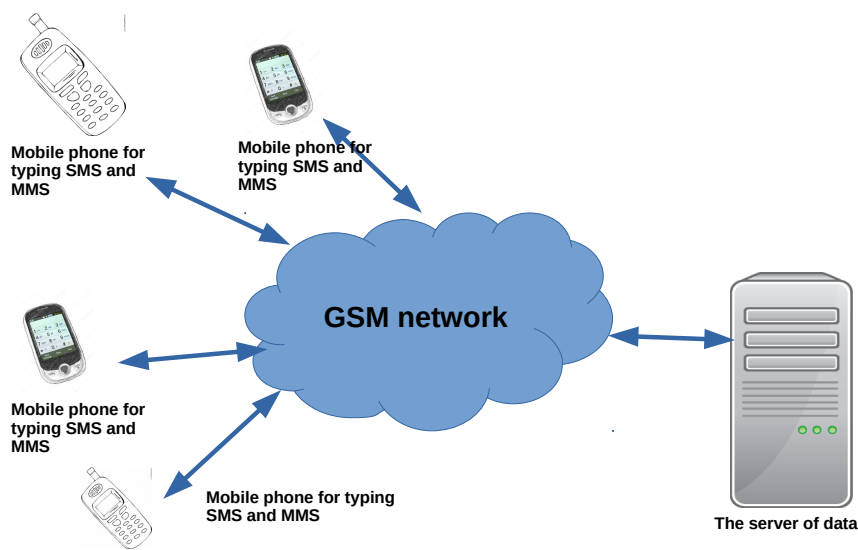 Mobile phone for
typing SMS and
MMS
Mobile phone for
typing SMS and
MMS
GSM network
Mobile phone for
typing SMS and
MMS
Mobile phone for typing
SMS and MMS
The server of data